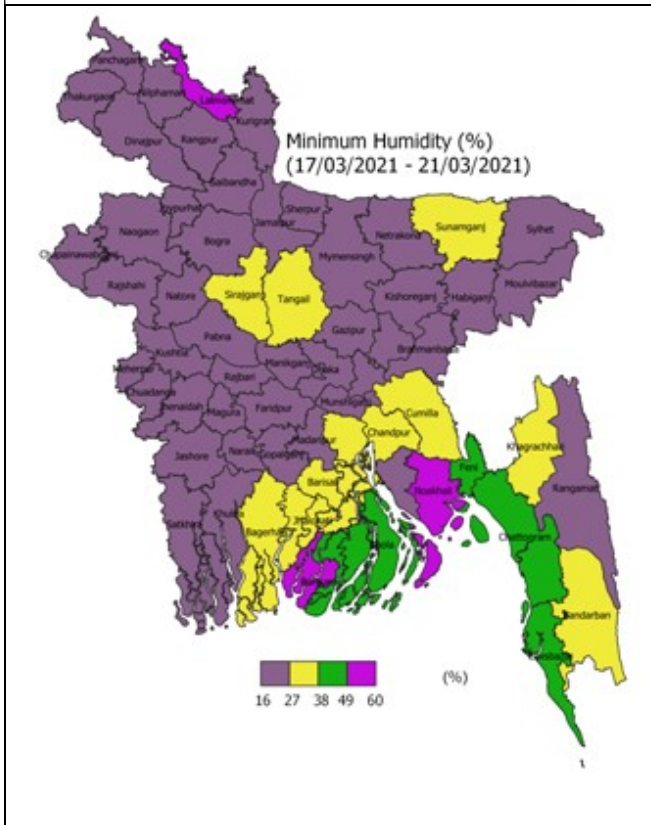 Panchagarh
Thakurgaon
Nilphamari
Lalmonirhat
Kurigram
Dinajpur
Rangpur
Minimum Humidity (%)
(17/03/2021 - 21/03/2021)
Gaibandha
Joypurhat
Sherpur
Jamalpur
Naogaon
Bogra
Mymensingh
Netrakona
Sunamganj
Sylhet
Moulvibazar
Rajshahi
Natore
Sirajganj
Tangail
Kishoreganj
Habiganj
Gazipur
Pabna
Kushtia
Manikganj
Rajbari
Magura
Faridpur
Munshiganj
Cumilla
Chandpur
Jashore
Narail
Gopalganj
Madaripur
Khagrachhari
Rangamati
Barisal
Noakhali
Feni
Satkhira
Khulna
Bagerhat
Jhalokati
Bhola
Chattogram
Bandarban
16 27 38 49 60
(%)